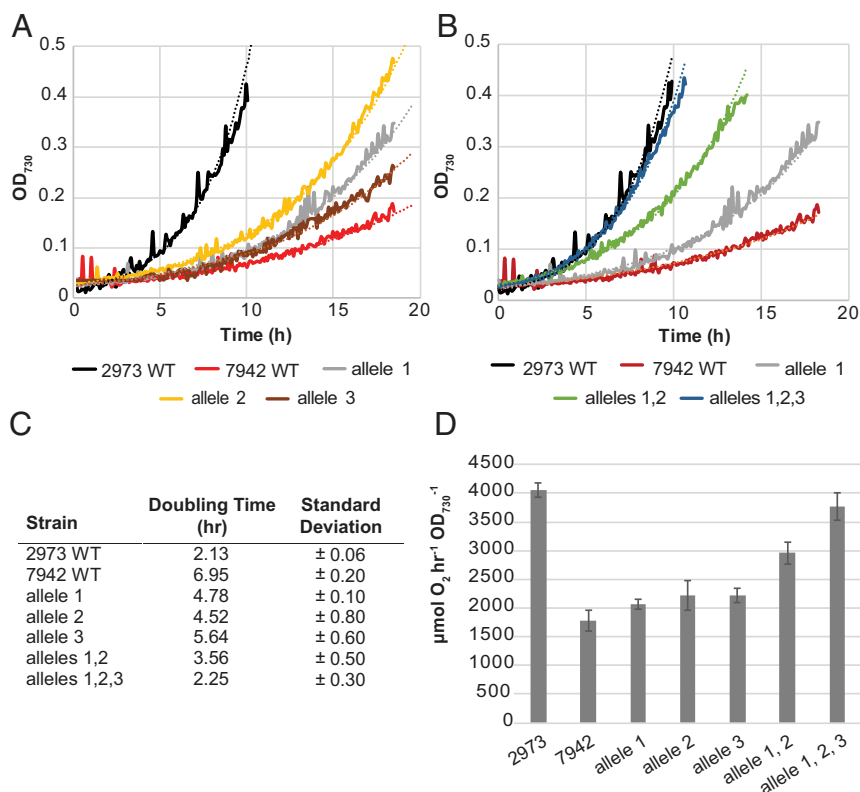 A
0.5
0.4
0.3
0.2
0.1
0
OD730
0 5 10 15 20
Time (h)
2973 WT 7942 WT allele 1
allele 2 allele 3
B
0.5
0.4
0.3
0.2
0.1
0
OD730
0 5 10 15 20
Time (h)
2973 WT 7942 WT allele 1
alleles 1,2 alleles 1,2,3
C
Strain Doubling Time (hr) Standard Deviation
2973 WT 2.13 ± 0.06
7942 WT 6.95 ± 0.20
allele 1 4.78 ± 0.10
allele 2 4.52 ± 0.80
allele 3 5.64 ± 0.60
alleles 1,2 3.56 ± 0.50
alleles 1,2,3 2.25 ± 0.30
D
4500
4000
3500
3000
2500
2000
1500
1000
500
0
µmol O2 hr-1 OD730-1
2973 7942 allele 1 allele 2 allele 3 allele 1, 2 allele 1, 2, 3